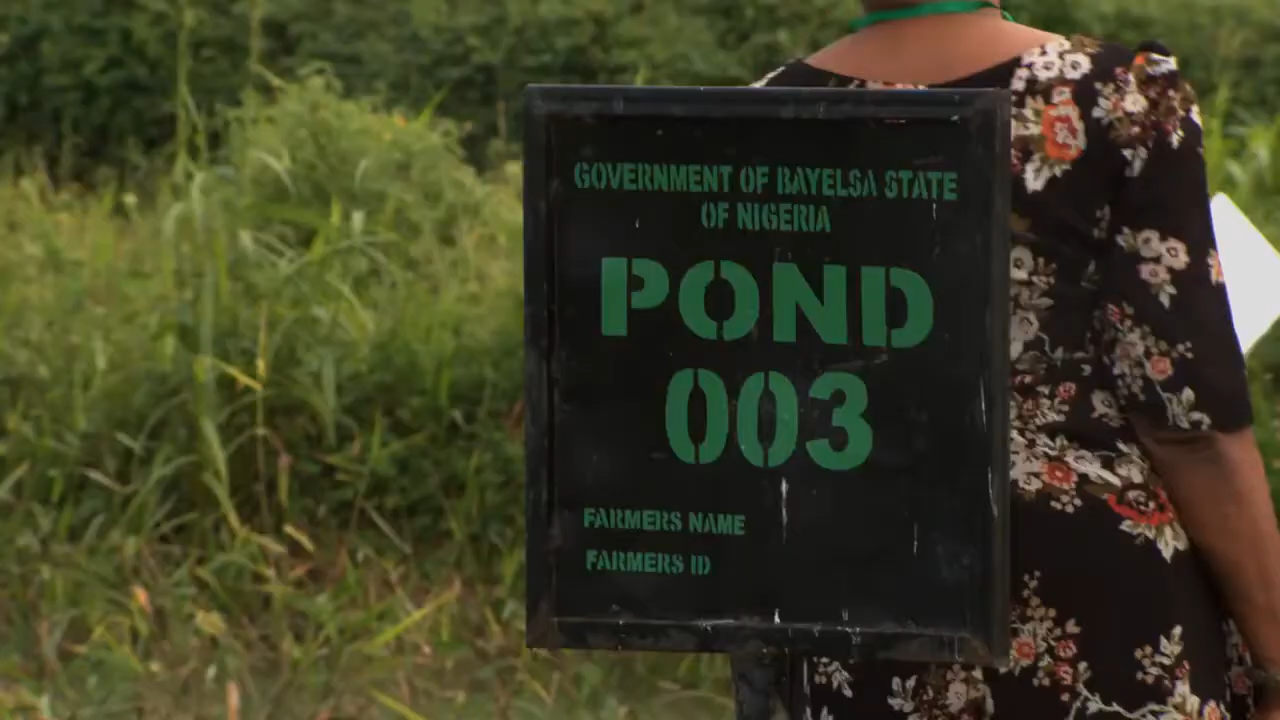 GOVERNMENT OF BAYELSA STATE
OF NIGERIA
POND
003
FARMERS NAME
FARMERS ID